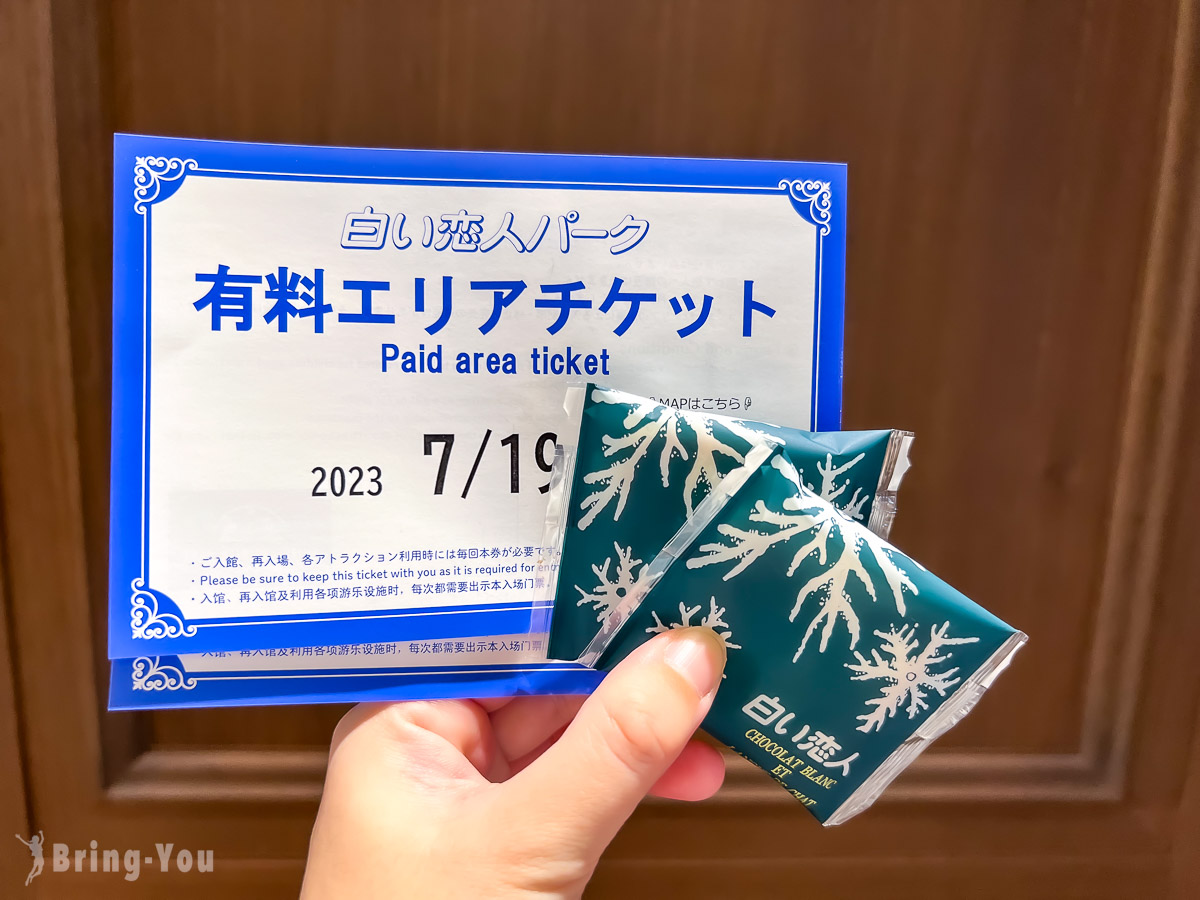 白い恋人パーク
有料エリアチケット
Paid area ticket
MAPはこちら
2023 7/19
・ご入館、再入場、各アトラクション利用時には毎回本券が必要です。
・Please be sure to keep this ticket with you as it is required for
・入馆、再入馆及利用各项游乐设施时，每次都需要出示本入场门票。
入馆、再入馆及利用各项游乐设施时，每次都需要出示本入场门票
白い恋人
CHOCOLAT BLANC
ET
CHAT
Bring-You